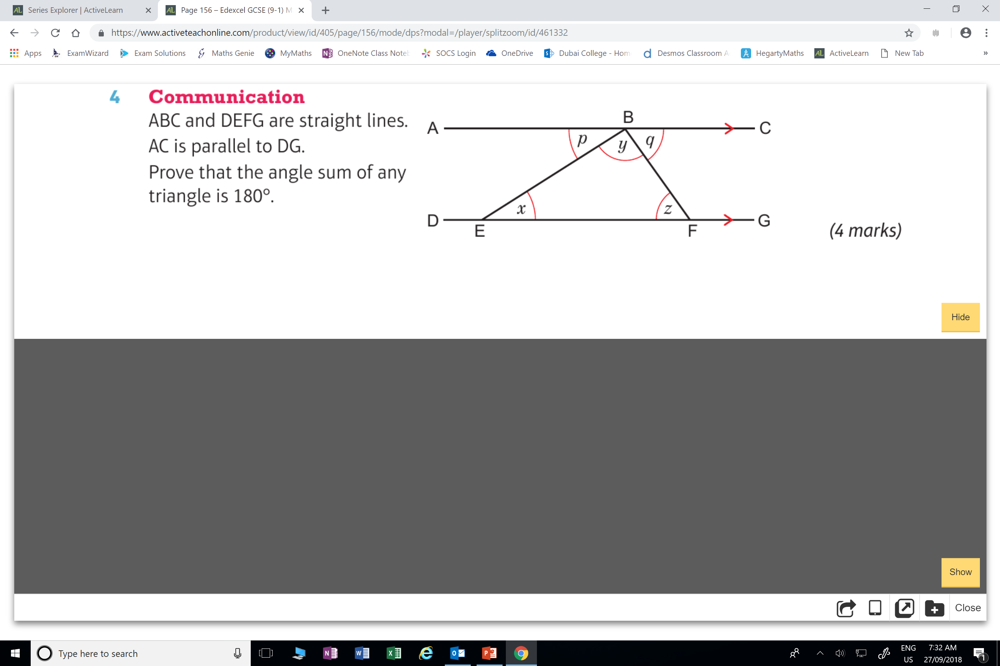 Series Explorer | ActiveLearn
Page 156 – Edexcel GCSE (9-1) M
https://www.activeteachonline.com/product/view/id/405/page/156/mode/dps?modal=/player/splitzoom/id/461332
Apps ExamWizard Exam Solutions Maths Genie MyMaths OneNote Class Note SOCS Login OneDrive Dubai College - Hom Desmos Classroom A HegartyMaths ActiveLearn New Tab »
4 Communication
ABC and DEFG are straight lines.
AC is parallel to DG.
Prove that the angle sum of any
triangle is 180°.
B
A C
p y q
x z
D G
E F
(4 marks)
Hide
Show
Close
Type here to search
ENG 7:32 AM
US 27/09/2018
1